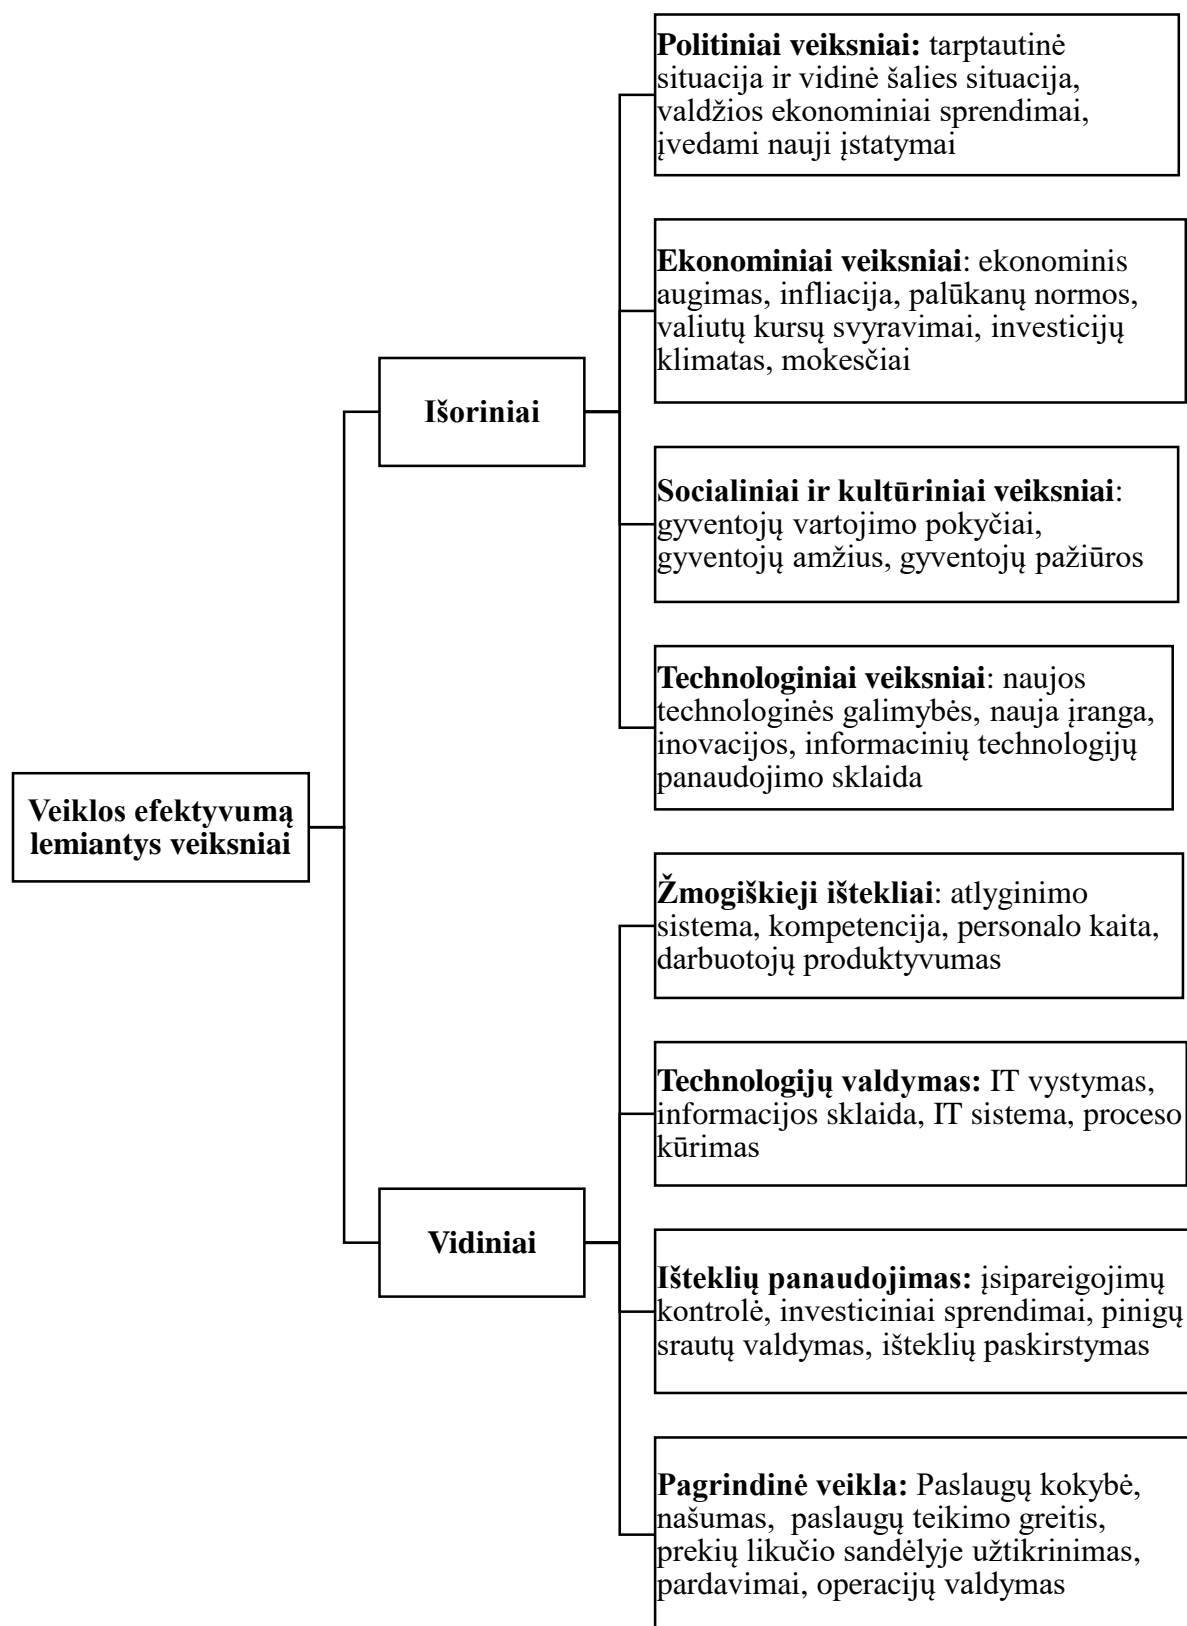 Politiniai veiksniai: tarptautinė
situacija ir vidinė šalies situacija,
valdžios ekonominiai sprendimai,
įvedami nauji įstatymai
Ekonominiai veiksniai: ekonominis
augimas, infliacija, palūkanų normos,
valiutų kursų svyravimai, investicijų
klimatas, mokesčiai
Išoriniai
Socialiniai ir kultūriniai veiksniai:
gyventojų vartojimo pokyčiai,
gyventojų amžius, gyventojų pažiūros
Technologiniai veiksniai: naujos
technologinės galimybės, nauja įranga,
inovacijos, informacinių technologijų
panaudojimo sklaida
Veiklos efektyvumą
lemiantys veiksniai
Žmogiškieji ištekliai: atlyginimo
sistema, kompetencija, personalo kaita,
darbuotojų produktyvumas
Technologijų valdymas: IT vystymas,
informacijos sklaida, IT sistema, proceso
kūrimas
Vidiniai
Išteklių panaudojimas: įsipareigojimų
kontrolė, investiciniai sprendimai, pinigų
srautų valdymas, išteklių paskirstymas
Pagrindinė veikla: Paslaugų kokybė,
našumas,  paslaugų teikimo greitis,
prekių likučio sandėlyje užtikrinimas,
pardavimai, operacijų valdymas